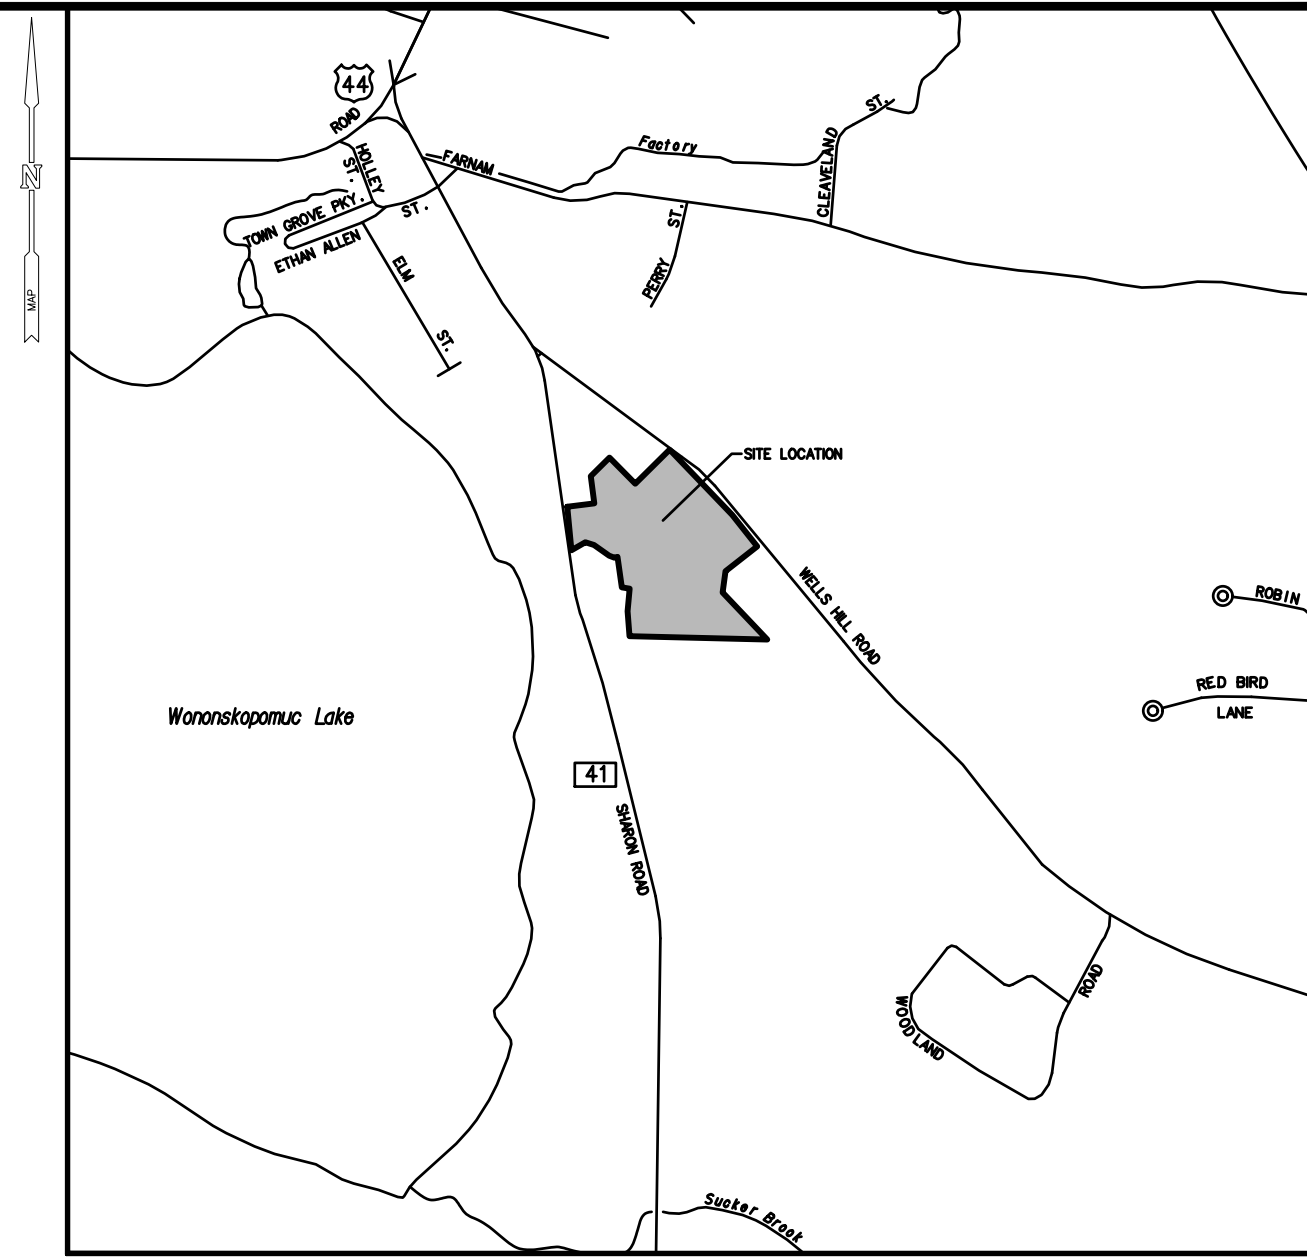 44
ROAD
ST.
Factory
FARNAM
HOLLEY
ST.
CLEAVELAND
N
TOWN GROVE PKY.
ST.
ST.
ETHAN ALLEN
ELM
PERRY
MAP
ST.
SITE LOCATION
WELLS HILL ROAD
ROBIN
RED BIRD
LANE
Wononskopomuc Lake
41
SHARON ROAD
ROAD
WOODLAND
Sucker Brook